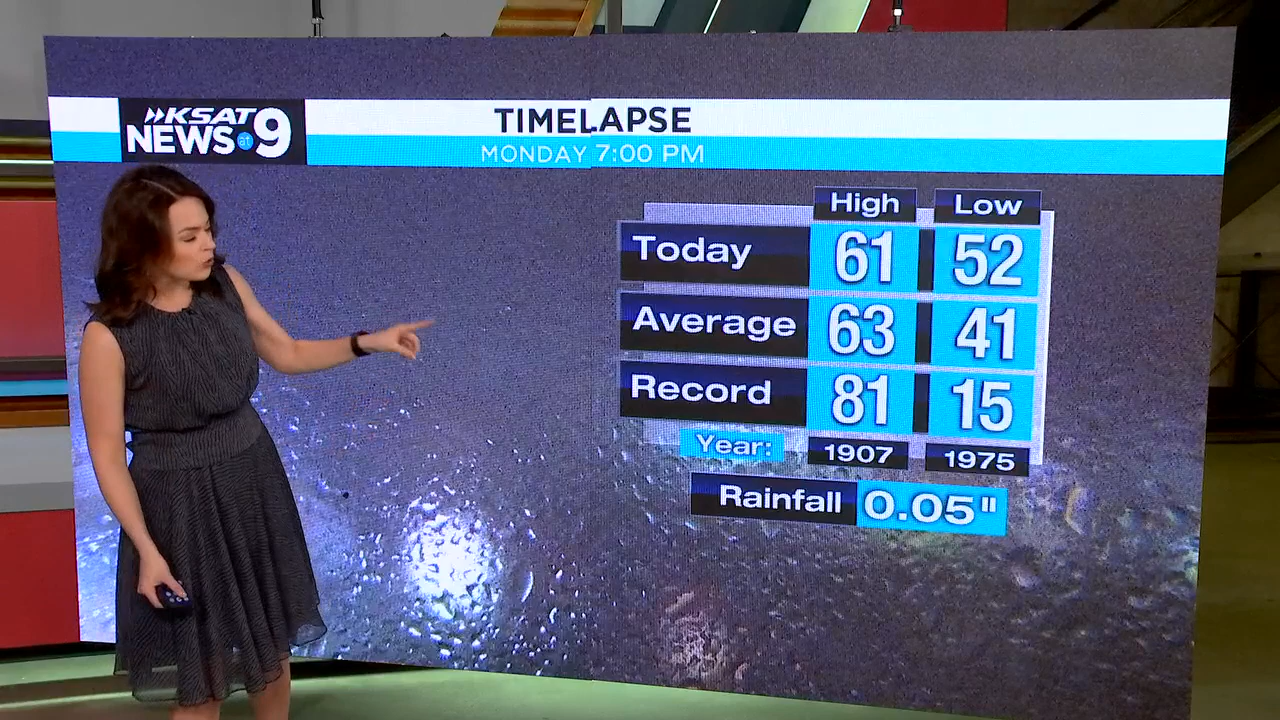 KSAT
NEWS at 9
TIMELAPSE
MONDAY 7:00 PM
High Low
Today 61 52
Average 63 41
Record 81 15
Year: 1907 1975
Rainfall 0.05"